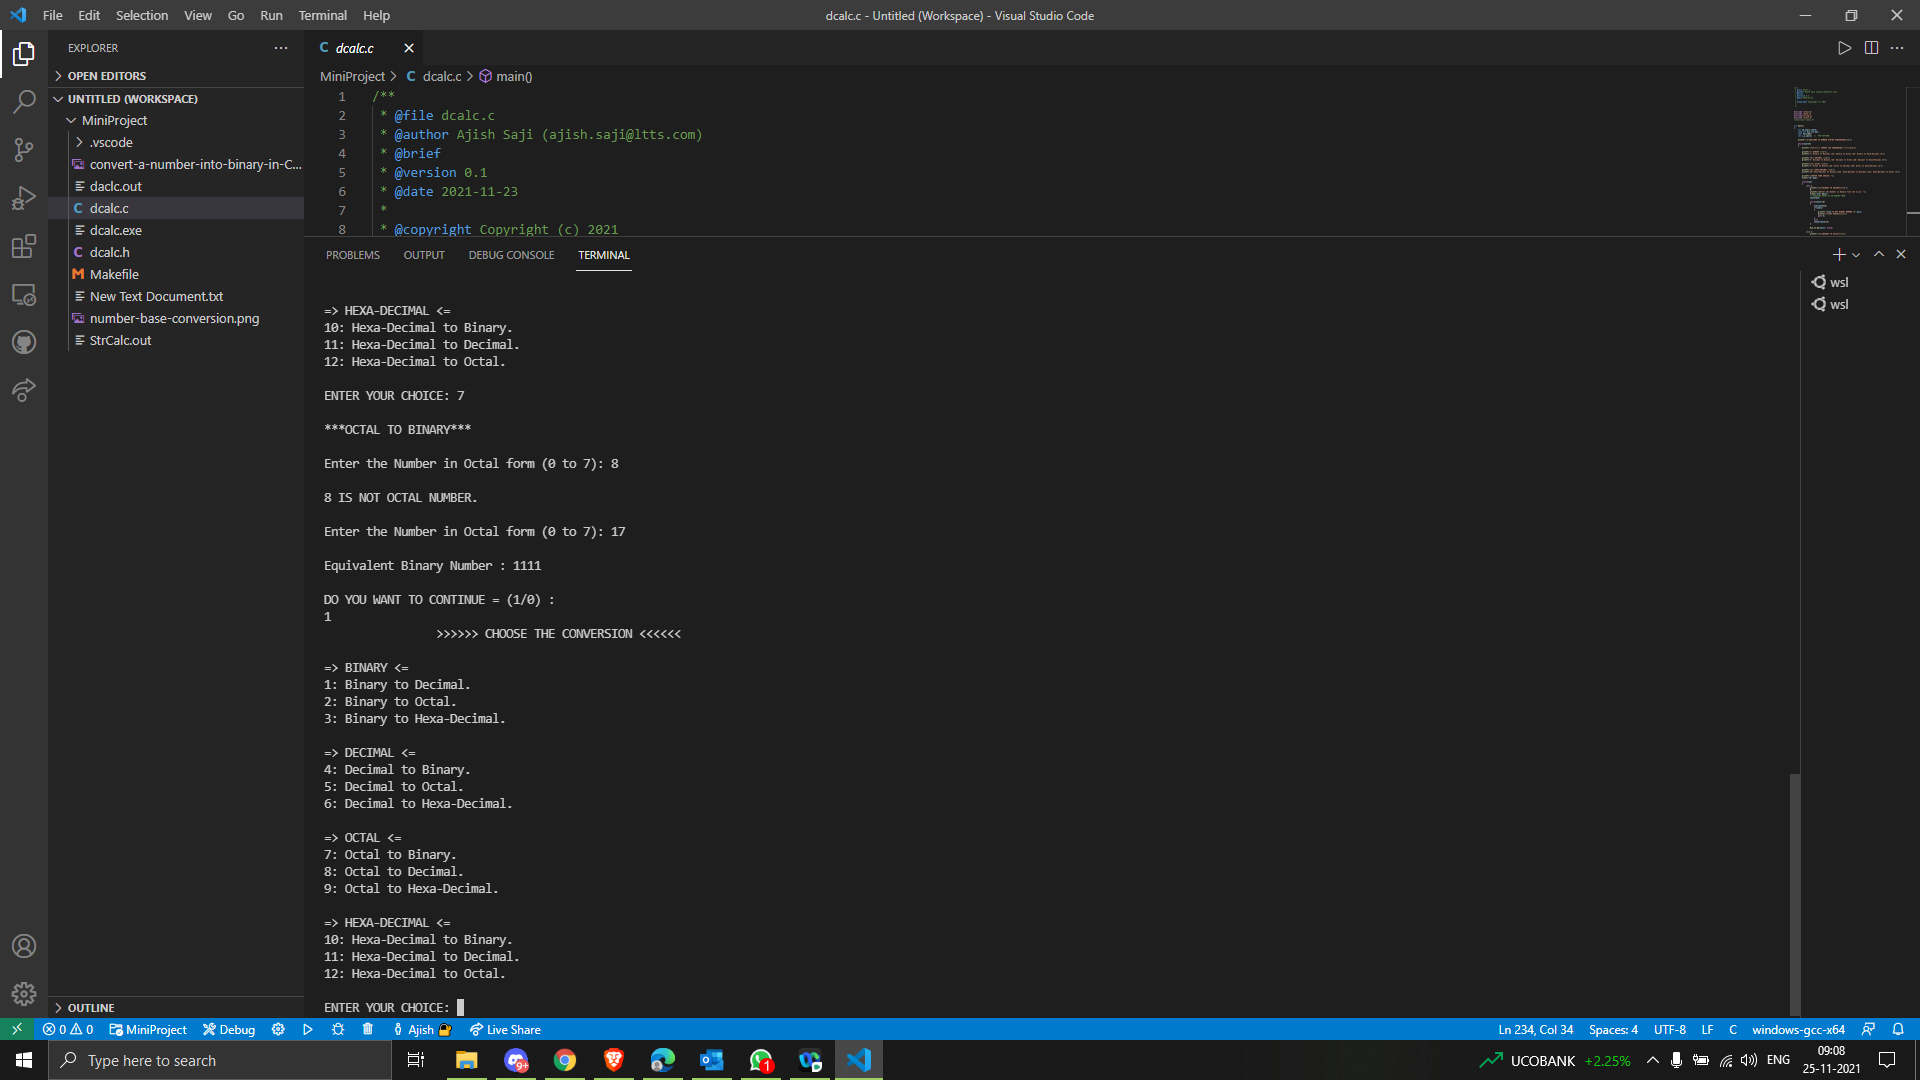 File Edit Selection View Go Run Terminal Help
dcalc.c - Untitled (Workspace) - Visual Studio Code
EXPLORER
OPEN EDITORS
UNTITLED (WORKSPACE)
MiniProject
.vscode
convert-a-number-into-binary-in-C...
daclc.out
dcalc.c
dcalc.exe
dcalc.h
Makefile
New Text Document.txt
number-base-conversion.png
StrCalc.out
OUTLINE
dcalc.c
MiniProject > C dcalc.c > main()
1 /**
2 * @file dcalc.c
3 * @author Ajish Saji (ajish.saji@ltts.com)
4 * @brief
5 * @version 0.1
6 * @date 2021-11-23
7 *
8 * @copyright Copyright (c) 2021
PROBLEMS OUTPUT DEBUG CONSOLE TERMINAL
wsl
wsl
=> HEXA-DECIMAL <=
10: Hexa-Decimal to Binary.
11: Hexa-Decimal to Decimal.
12: Hexa-Decimal to Octal.
ENTER YOUR CHOICE: 7
***OCTAL TO BINARY***
Enter the Number in Octal form (0 to 7): 8
8 IS NOT OCTAL NUMBER.
Enter the Number in Octal form (0 to 7): 17
Equivalent Binary Number : 1111
DO YOU WANT TO CONTINUE = (1/0) :
1
>>>>>> CHOOSE THE CONVERSION <<<<<<
=> BINARY <=
1: Binary to Decimal.
2: Binary to Octal.
3: Binary to Hexa-Decimal.
=> DECIMAL <=
4: Decimal to Binary.
5: Decimal to Octal.
6: Decimal to Hexa-Decimal.
=> OCTAL <=
7: Octal to Binary.
8: Octal to Decimal.
9: Octal to Hexa-Decimal.
=> HEXA-DECIMAL <=
10: Hexa-Decimal to Binary.
11: Hexa-Decimal to Decimal.
12: Hexa-Decimal to Octal.
ENTER YOUR CHOICE:
0 0 MiniProject Debug Ajish Live Share
Ln 234, Col 34 Spaces: 4 UTF-8 LF C windows-gcc-x64
Type here to search
9+
1
UCOBANK +2.25%
ENG
09:08
25-11-2021